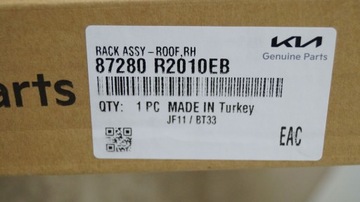 RACK ASSY-ROOF,RH
87280 R2010EB
KIA
Genuine Parts
arts
QTY: 1 PC MADE IN Turkey
JF11 / BT33
EAC